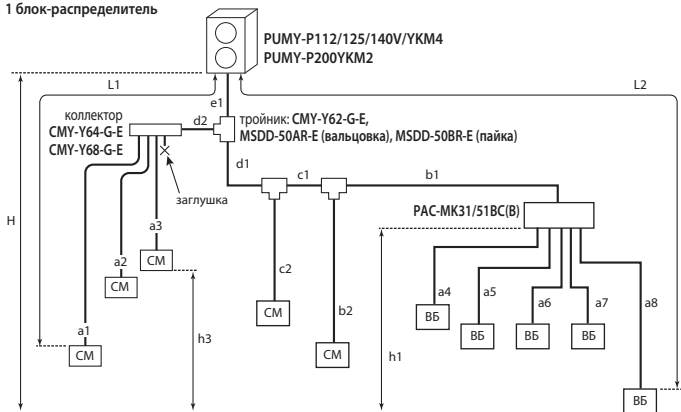 1 блок-распределитель
PUMY-P112/125/140V/YKM4
PUMY-P200YKM2
L1
L2
e1
коллектор
CMY-Y64-G-E
CMY-Y68-G-E
d2
тройник: CMY-Y62-G-E,
MSDD-50AR-E (вальцовка), MSDD-50BR-E (пайка)
d1
c1
b1
заглушка
PAC-MK31/51BC(B)
H
a3
a2
СМ
СМ
c2
a4
a5
a6
a7
a8
СМ
b2
ВБ
ВБ
ВБ
ВБ
a1
h3
h1
СМ
СМ
ВБ